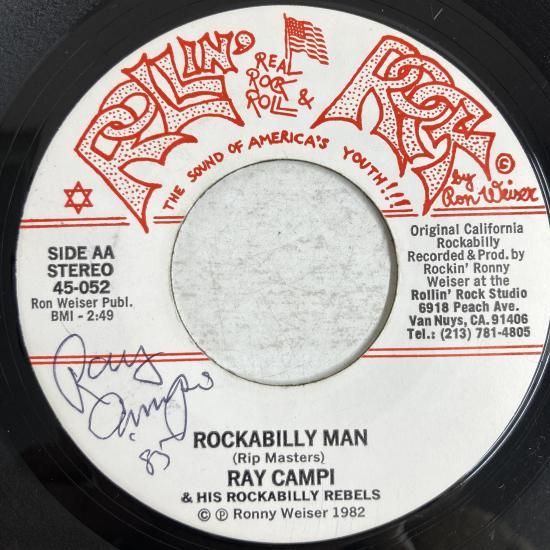 ROLLIN' ROCK
REAL
ROCK &
ROLL
THE SOUND OF AMERICA'S YOUTH!!!!
©
by
Ron Weiser
SIDE AA
STEREO
45-052
Ron Weiser Publ.
BMI - 2:49
Original California
Rockabilly
Recorded & Prod. by
Rockin' Ronny
Weiser at the
Rollin' Rock Studio
6918 Peach Ave.
Van Nuys, CA. 91406
Tel.: (213) 781-4805
Ray
Campi
'85
ROCKABILLY MAN
(Rip Masters)
RAY CAMPI
& HIS ROCKABILLY REBELS
© ℗ Ronny Weiser 1982